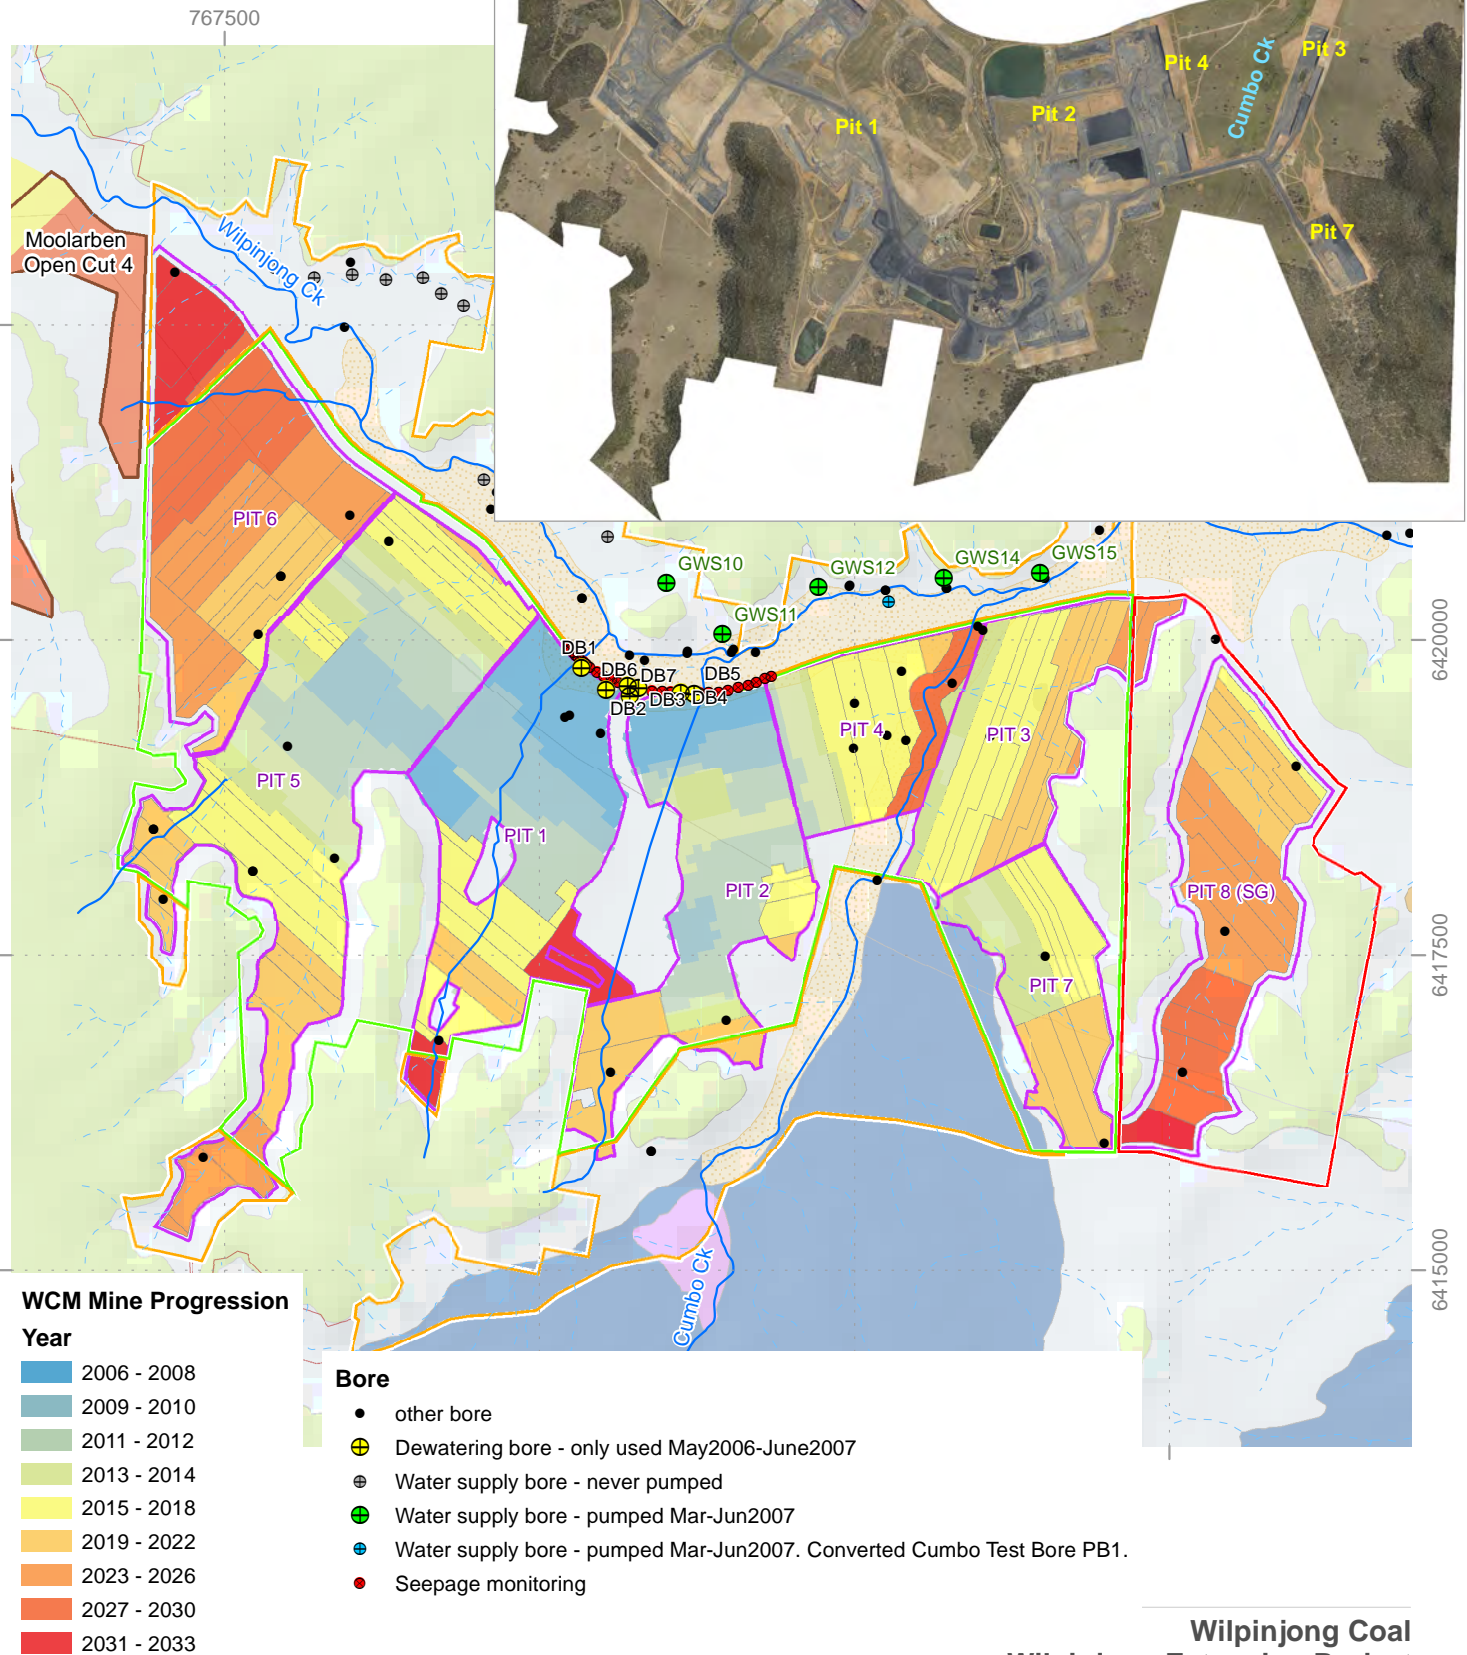 767500
Pit 3
Pit 4
Cumbo Ck
Pit 2
Pit 1
Pit 7
Moolarben
Open Cut 4
Wilpinjong Ck
PIT 6
GWS10
GWS12
GWS14
GWS15
GWS11
6420000
DB1
DB6
DB7
DB5
DB2
DB3
DB4
PIT 4
PIT 3
PIT 5
PIT 1
PIT 2
PIT 8 (SG)
6417500
PIT 7
6415000
Cumbo Ck
WCM Mine Progression
Year
2006 - 2008
2009 - 2010
2011 - 2012
2013 - 2014
2015 - 2018
2019 - 2022
2023 - 2026
2027 - 2030
2031 - 2033
Bore
other bore
Dewatering bore - only used May2006-June2007
Water supply bore - never pumped
Water supply bore - pumped Mar-Jun2007
Water supply bore - pumped Mar-Jun2007. Converted Cumbo Test Bore PB1.
Seepage monitoring
Wilpinjong Coal